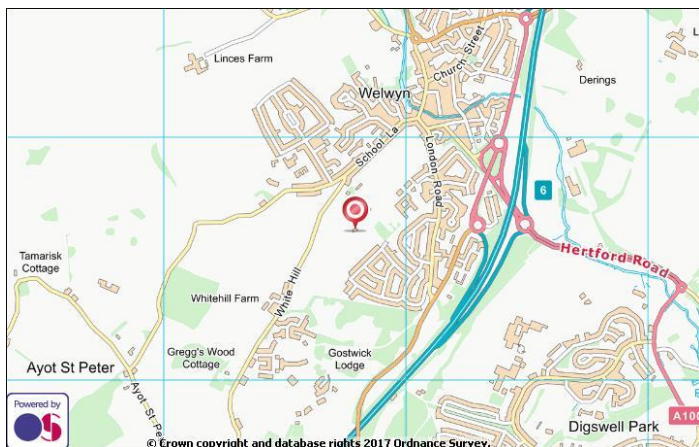 Linces Farm
Church Street
L
Derings
Welwyn
School La
London Road
6
Hertford Road
Tamarisk
Cottage
White Hill
Whitehill Farm
Gregg's Wood
Cottage
Gostwick
Lodge
Ayot St Peter
Ayot St Pe
Digswell Park
A100
Powered by
OS
© Crown copyright and database rights 2017 Ordnance Survey.